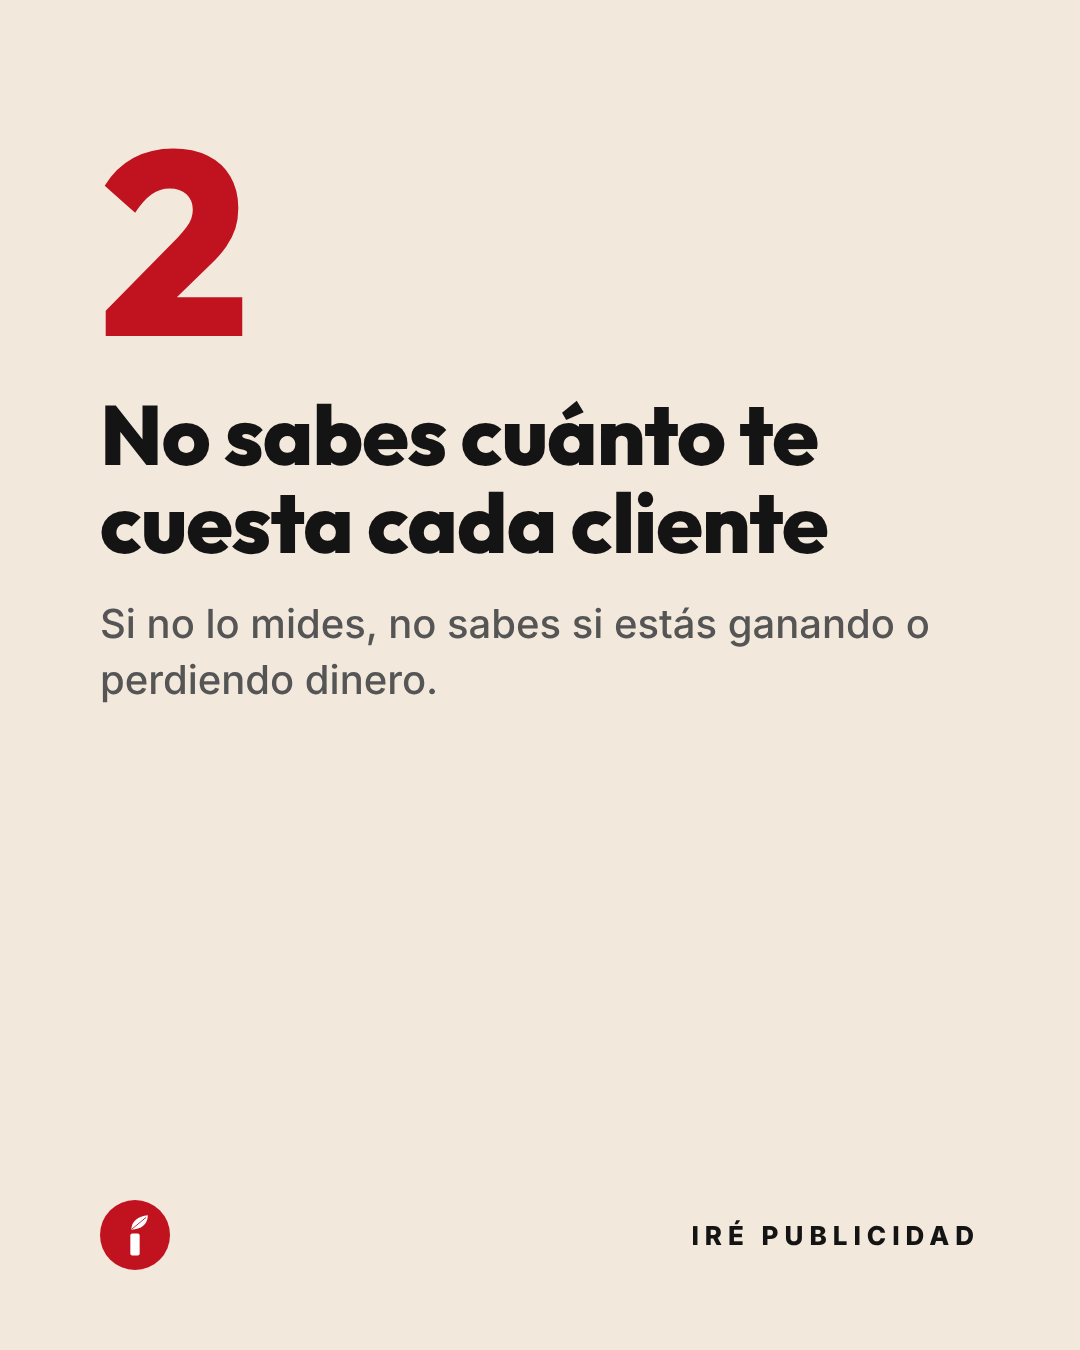 2
No sabes cuánto te
cuesta cada cliente
Si no lo mides, no sabes si estás ganando o
perdiendo dinero.
IRÉ PUBLICIDAD